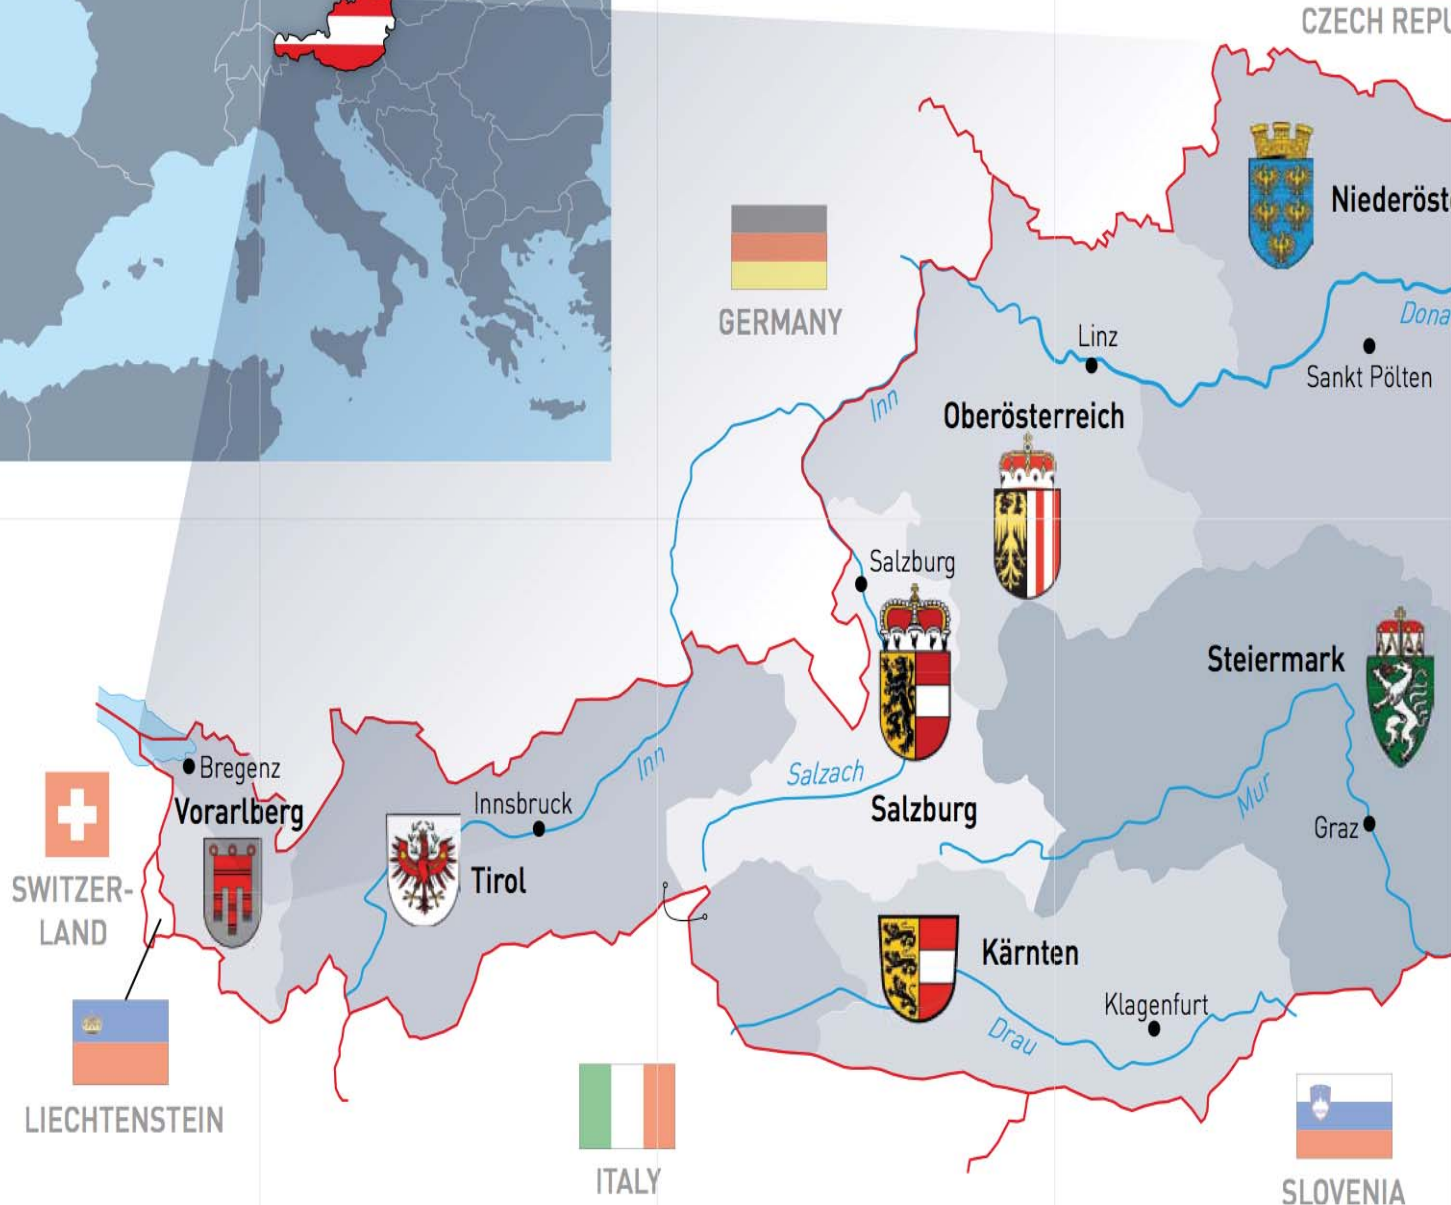 CZECH REPU
Niederöst
GERMANY
Dona
Linz
Sankt Pölten
Inn
Oberösterreich
Salzburg
Steiermark
Bregenz
Vorarlberg
Innsbruck
Inn
Salzach
Salzburg
Mur
Graz
Tirol
SWITZER-
LAND
Kärnten
Klagenfurt
Drau
LIECHTENSTEIN
ITALY
SLOVENIA